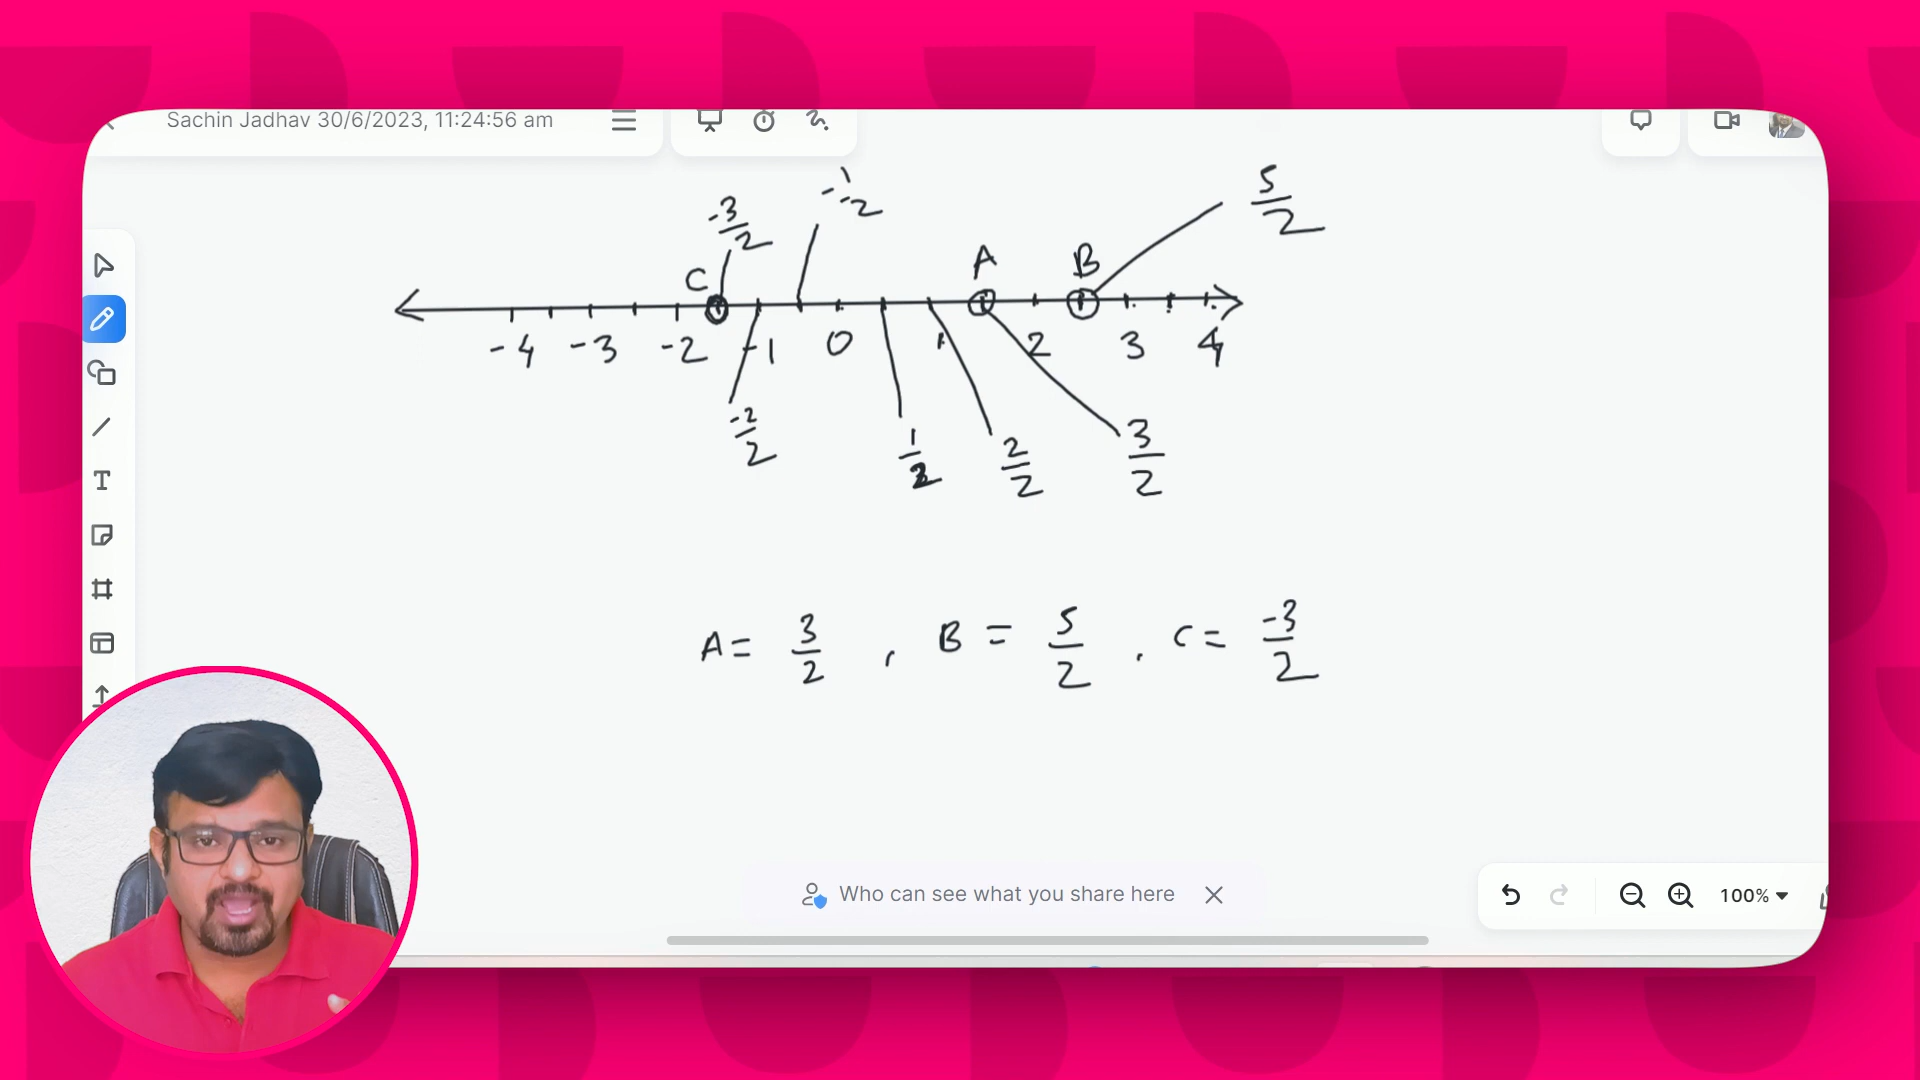 Sachin Jadhav 30/6/2023, 11:24:56 am
-3/2 -1/2 5/2
C A B
-4 -3 -2 -1 0 1 2 3 4
-2/2 1/2 2/2 3/2
A = 3/2 , B = 5/2 , C = -3/2
Who can see what you share here
100%